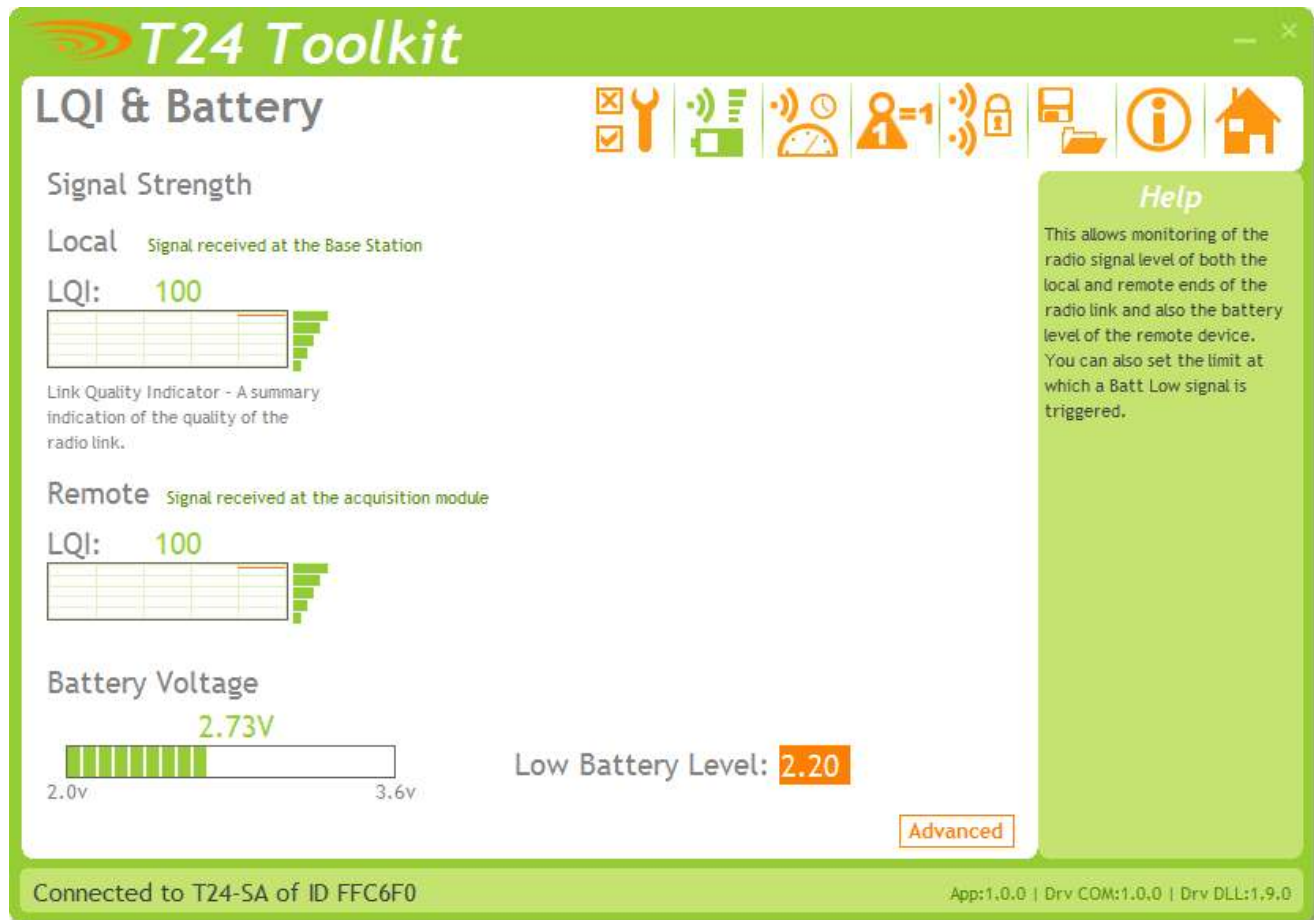 T24 Toolkit
LQI & Battery
1
=1
Signal Strength
Local Signal received at the Base Station
LQI: 100
Link Quality Indicator - A summary
indication of the quality of the
radio link.
Remote Signal received at the acquisition module
LQI: 100
Battery Voltage
2.73V
2.0v 3.6v
Low Battery Level: 2.20
Advanced
Help
This allows monitoring of the
radio signal level of both the
local and remote ends of the
radio link and also the battery
level of the remote device.
You can also set the limit at
which a Batt Low signal is
triggered.
Connected to T24-SA of ID FFC6F0
App:1.0.0 | Drv COM:1.0.0 | Drv DLL:1.9.0